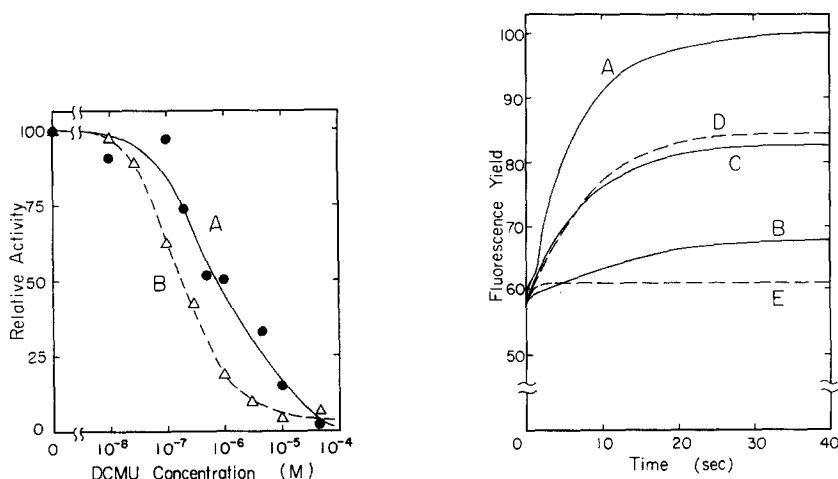 100
75
50
25
0
Relative Activity
A
B
0
10⁻⁸
10⁻⁷
10⁻⁶
10⁻⁵
10⁻⁴
DCMU Concentration (M)
100
90
80
70
60
50
Fluorescence Yield
A
D
C
B
E
0
10
20
30
40
Time (sec)